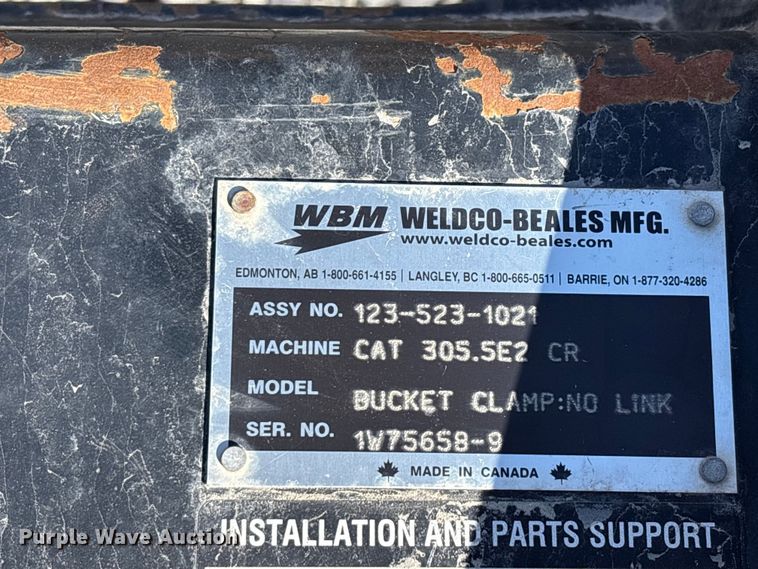 WBM WELDCO-BEALES MFG.
www.weldco-beales.com
EDMONTON, AB 1-800-661-4155 | LANGLEY, BC 1-800-665-0511 | BARRIE, ON 1-877-320-4286
ASSY NO. 123-523-1021
MACHINE CAT 305.5E2 CR
MODEL BUCKET CLAMP:NO LINK
SER. NO. 1W75658-9
MADE IN CANADA
INSTALLATION AND PARTS SUPPORT
Purple Wave Auction